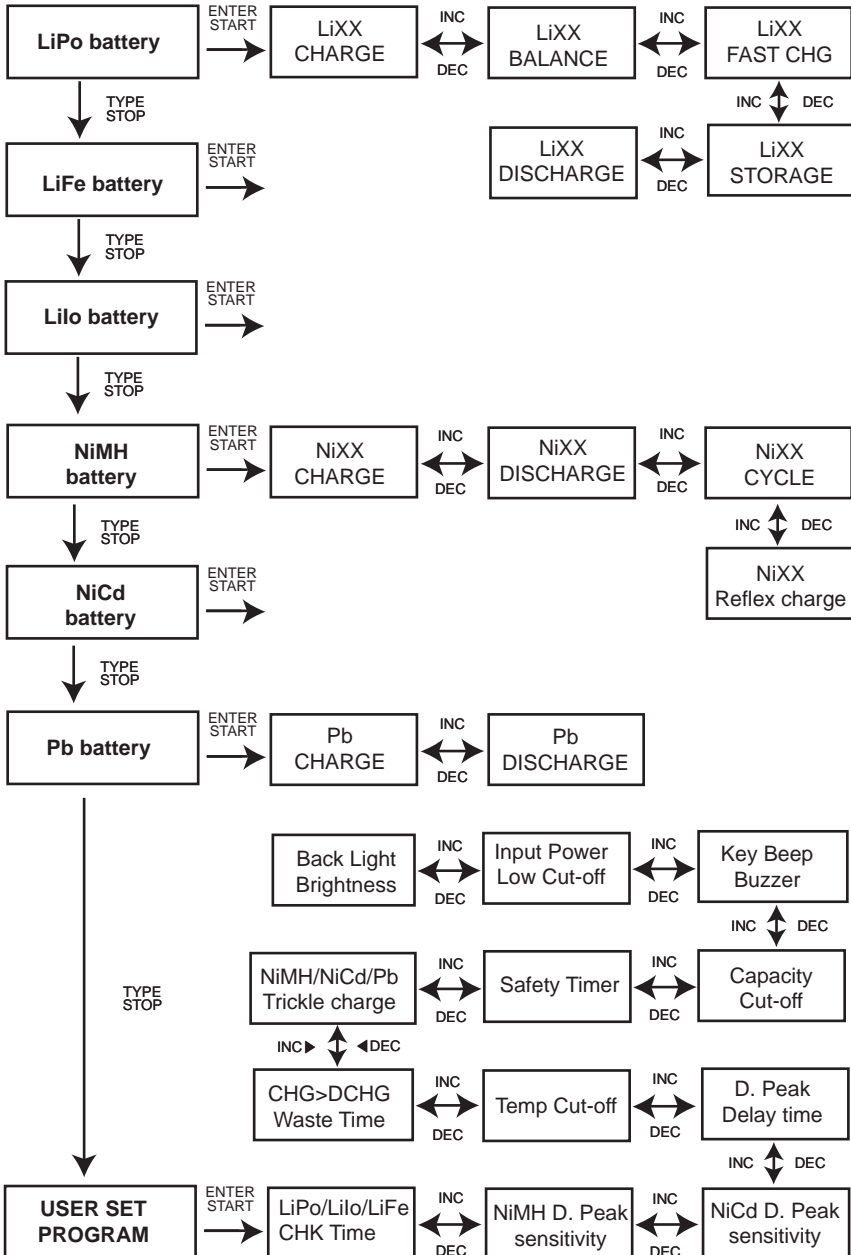 LiPo battery
ENTER
START
LiXX
CHARGE
INC
DEC
LiXX
BALANCE
INC
DEC
LiXX
FAST CHG
TYPE
STOP
INC
DEC
LiXX
DISCHARGE
INC
DEC
LiXX
STORAGE
LiFe battery
ENTER
START
TYPE
STOP
LiIo battery
ENTER
START
TYPE
STOP
NiMH
battery
ENTER
START
NiXX
CHARGE
INC
DEC
NiXX
DISCHARGE
INC
DEC
NiXX
CYCLE
TYPE
STOP
INC
DEC
NiXX
Reflex charge
NiCd
battery
ENTER
START
TYPE
STOP
Pb battery
ENTER
START
Pb
CHARGE
INC
DEC
Pb
DISCHARGE
Back Light
Brightness
INC
DEC
Input Power
Low Cut-off
INC
DEC
Key Beep
Buzzer
INC
DEC
TYPE
STOP
NiMH/NiCd/Pb
Trickle charge
INC
DEC
Safety Timer
INC
DEC
Capacity
Cut-off
INC
DEC
CHG>DCHG
Waste Time
INC
DEC
Temp Cut-off
INC
DEC
D. Peak
Delay time
INC
DEC
USER SET
PROGRAM
ENTER
START
LiPo/LiIo/LiFe
CHK Time
INC
DEC
NiMH D. Peak
sensitivity
INC
DEC
NiCd D. Peak
sensitivity